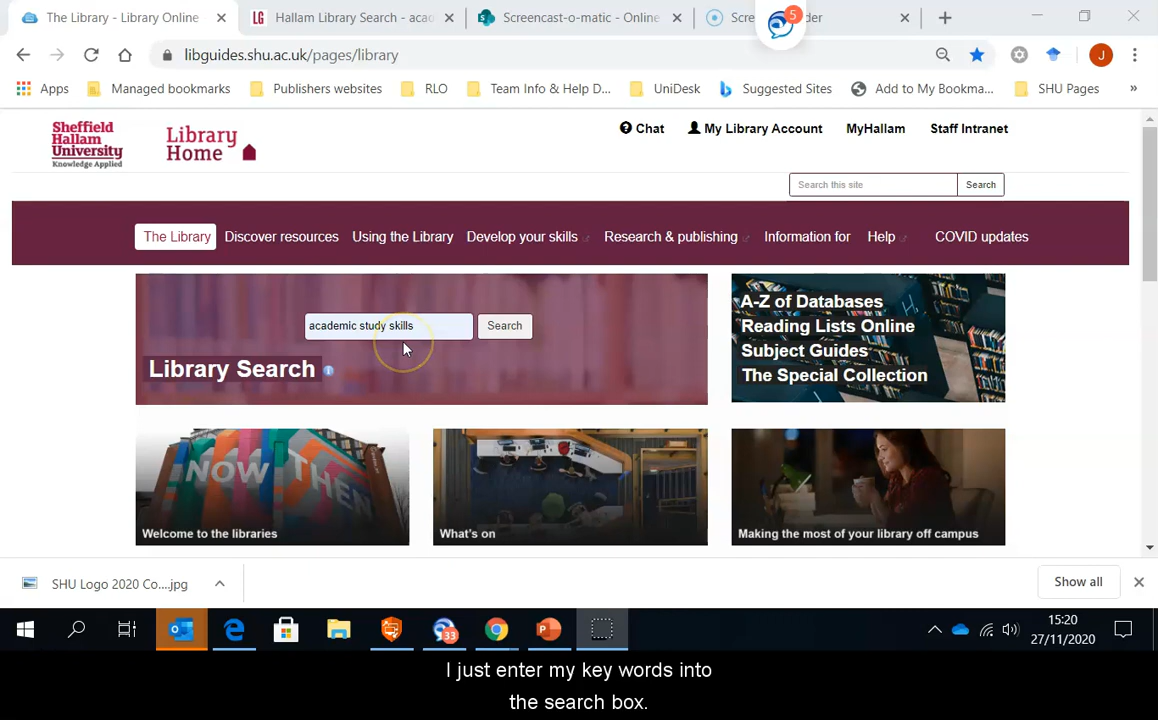 The Library - Library Online
Hallam Library Search - aca
Screencast-o-matic - Online
Scre
der
5
libguides.shu.ac.uk/pages/library
J
Apps
Managed bookmarks
Publishers websites
RLO
Team Info & Help D...
UniDesk
Suggested Sites
Add to My Bookma...
SHU Pages
»
Sheffield
Hallam
University
Knowledge Applied
Library
Home
Chat
My Library Account
MyHallam
Staff Intranet
Search this site
Search
The Library
Discover resources
Using the Library
Develop your skills
Research & publishing
Information for
Help
COVID updates
academic study skills
Search
Library Search
A-Z of Databases
Reading Lists Online
Subject Guides
The Special Collection
NOW THEN
Welcome to the libraries
What's on
Making the most of your library off campus
SHU Logo 2020 Co....jpg
Show all
33
15:20
27/11/2020
I just enter my key words into
the search box.